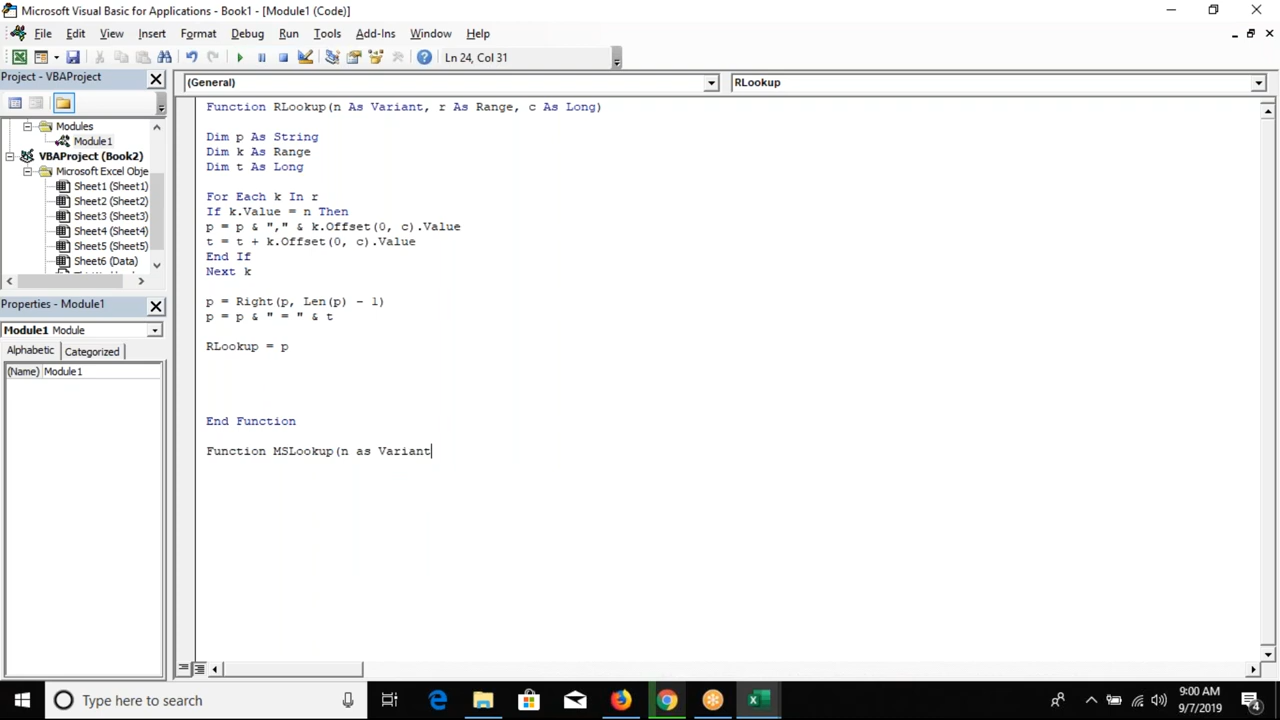 Microsoft Visual Basic for Applications - Book1 - [Module1 (Code)]
File Edit View Insert Format Debug Run Tools Add-Ins Window Help
Ln 24, Col 31
Project - VBAProject
(General) RLookup
Modules
Module1
VBAProject (Book2)
Microsoft Excel Obje
Sheet1 (Sheet1)
Sheet2 (Sheet2)
Sheet3 (Sheet3)
Sheet4 (Sheet4)
Sheet5 (Sheet5)
Sheet6 (Data)
Properties - Module1
Module1 Module
Alphabetic Categorized
(Name) Module1
Function RLookup(n As Variant, r As Range, c As Long)
Dim p As String
Dim k As Range
Dim t As Long
For Each k In r
If k.Value = n Then
p = p & "," & k.Offset(0, c).Value
t = t + k.Offset(0, c).Value
End If
Next k
p = Right(p, Len(p) - 1)
p = p & " = " & t
RLookup = p
End Function
Function MSLookup(n as Variant
Type here to search
9:00 AM
9/7/2019
4